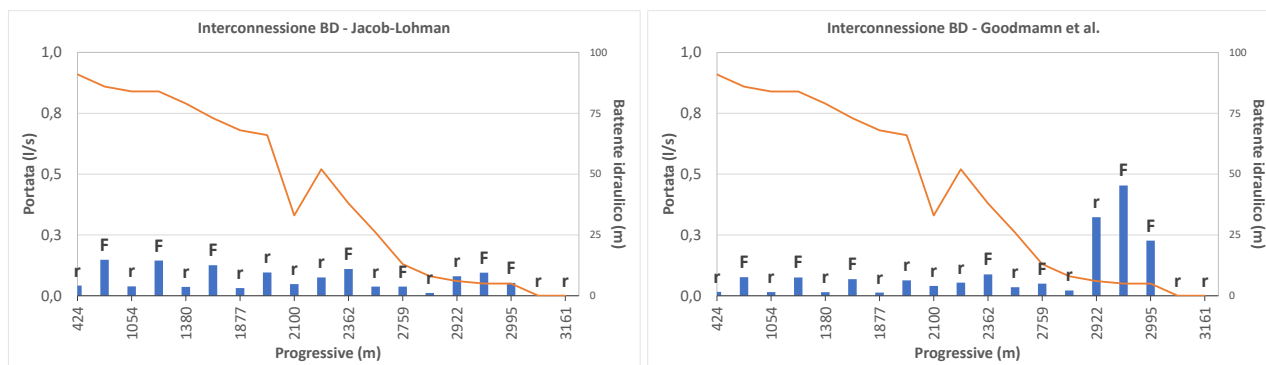 Interconnessione BD - Jacob-Lohman
1,0
0,8
0,5
0,3
0,0
Portata (l/s)
100
75
50
25
0
Battente idraulico (m)
r F r F r F r F r r r F r F r r F F r r
424 1054 1380 1877 2100 2362 2759 2922 2995 3161
Progressive (m)
Interconnessione BD - Goodmamn et al.
1,0
0,8
0,5
0,3
0,0
Portata (l/s)
100
75
50
25
0
Battente idraulico (m)
r F r F r F r r r r F r F r r F F r r
424 1054 1380 1877 2100 2362 2759 2922 2995 3161
Progressive (m)